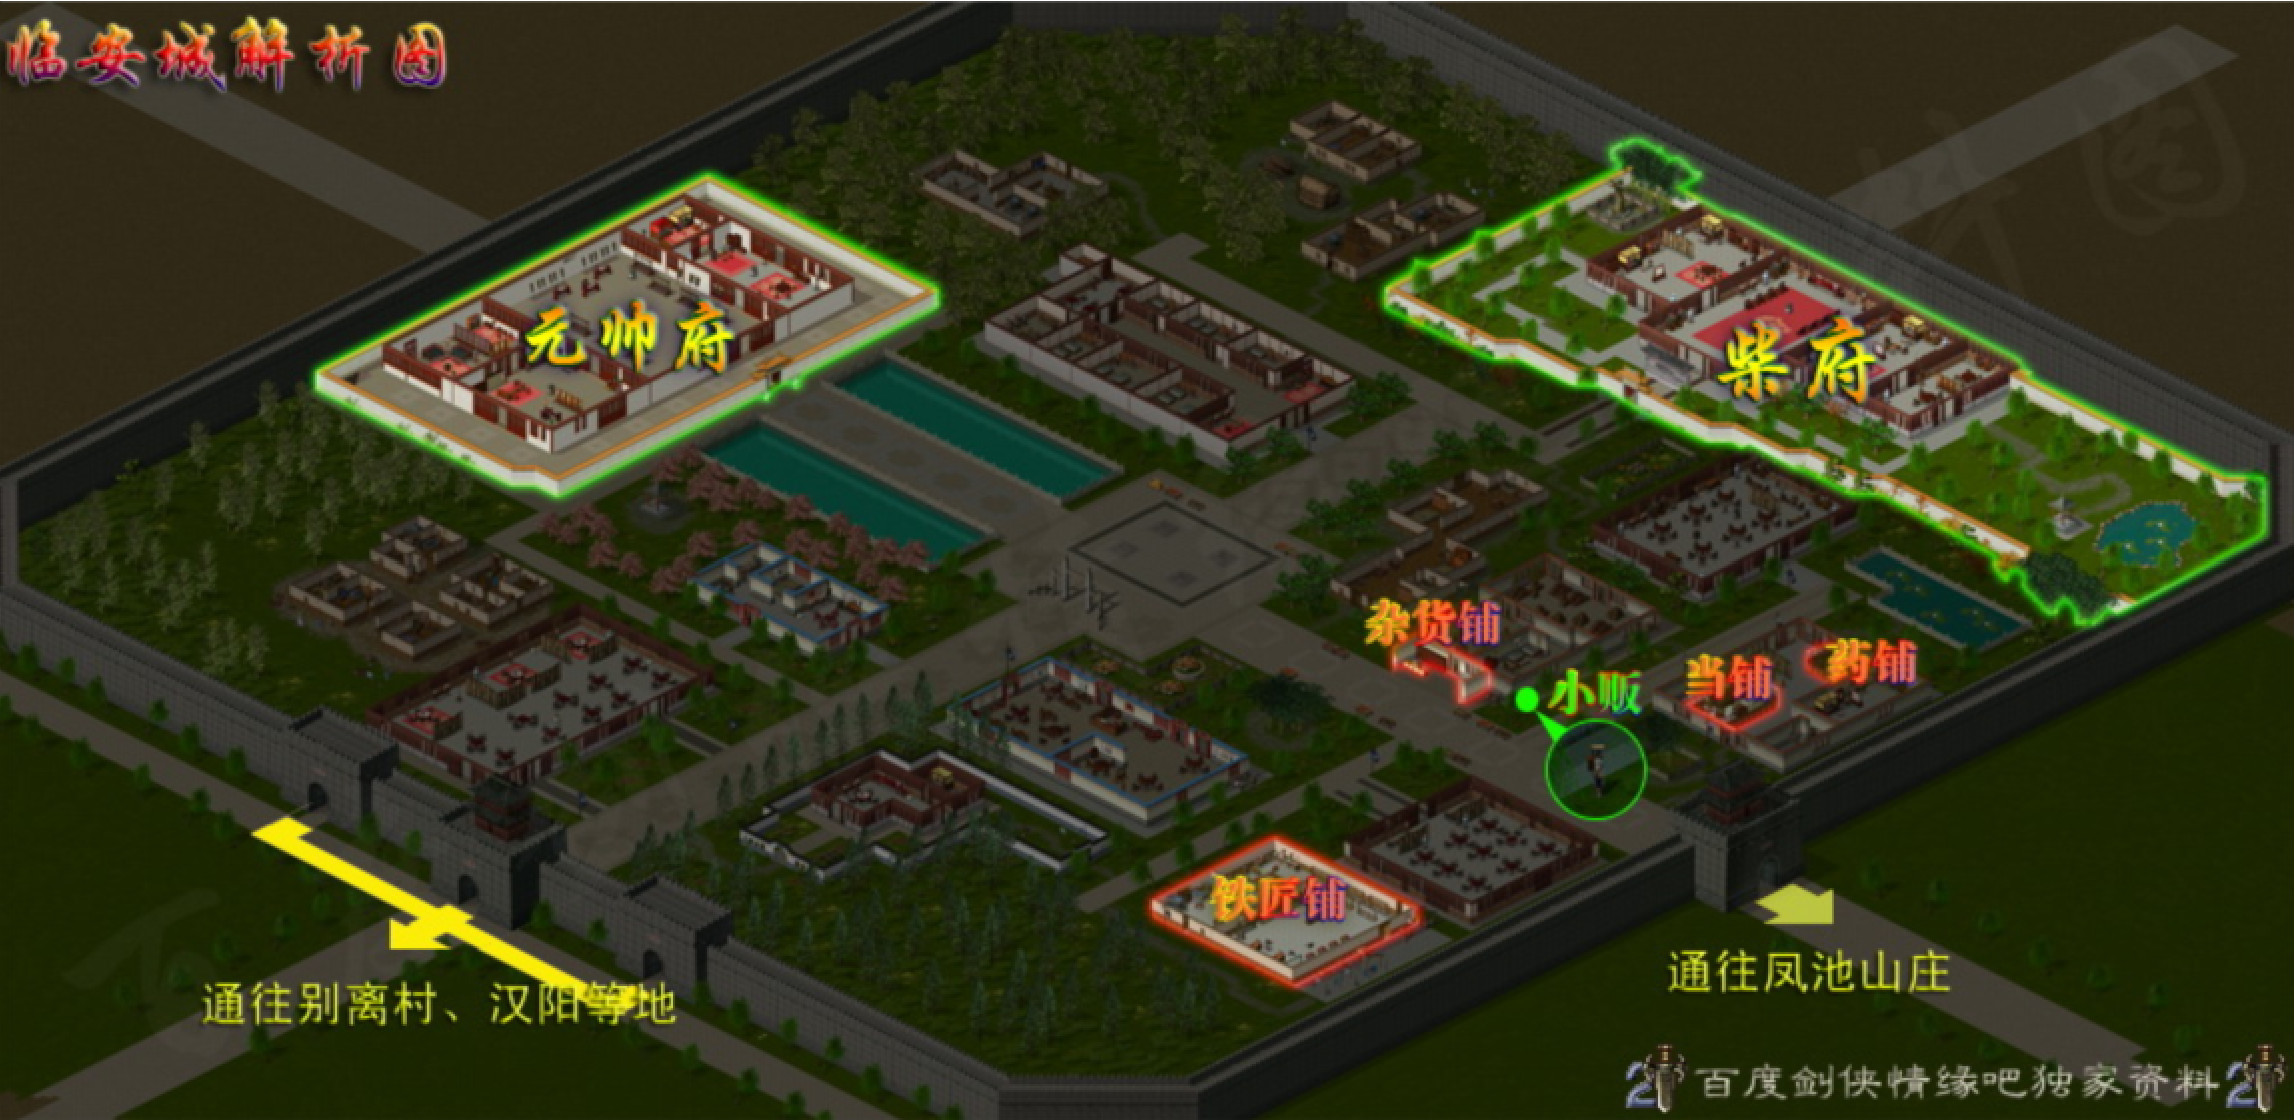 临安城解析图
元帅府
柴府
杂货铺
小贩
当铺
药铺
铁匠铺
通往别离村、汉阳等地
通往凤池山庄
2 百度剑侠情缘吧独家资料 2